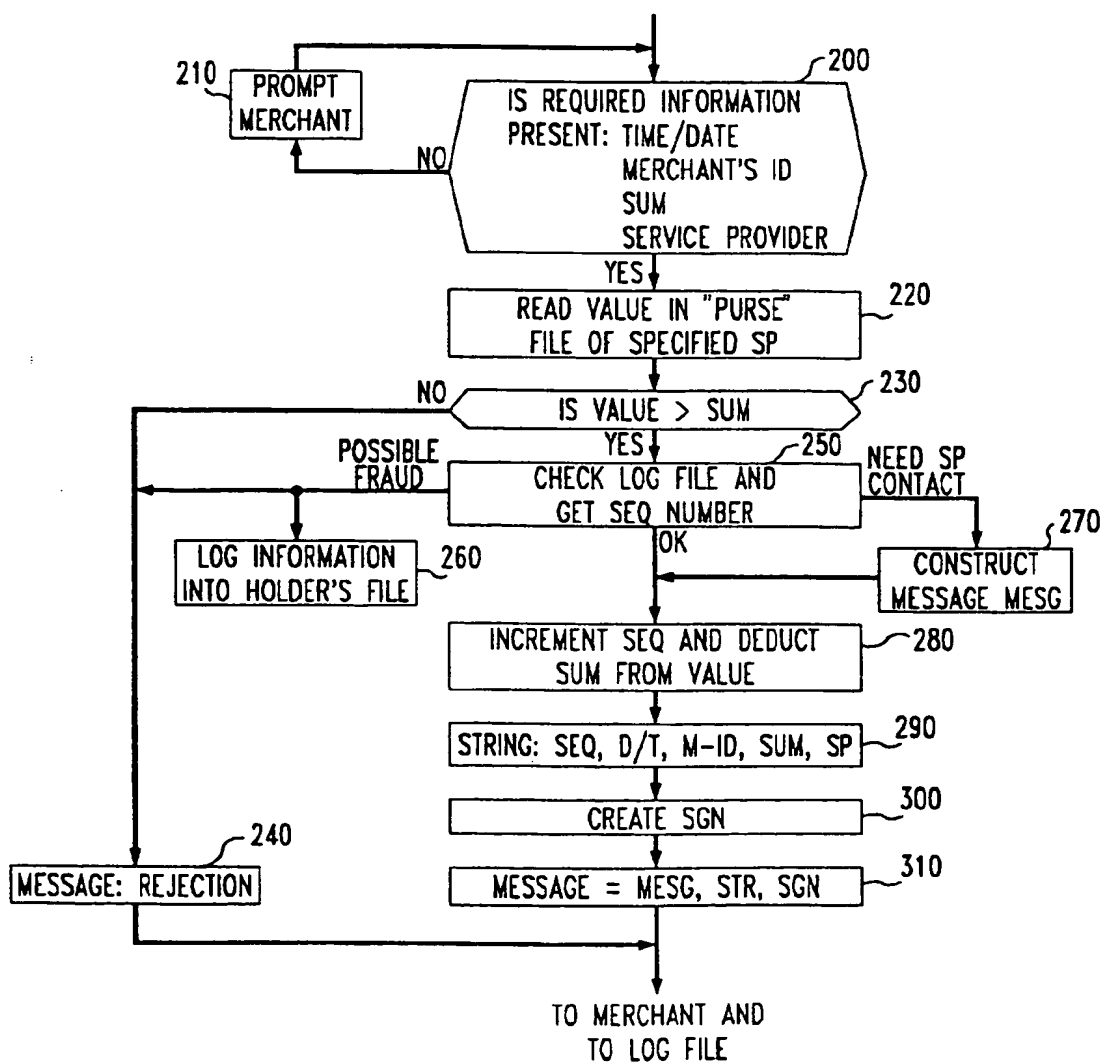 200
210
PROMPT
MERCHANT
IS REQUIRED INFORMATION
PRESENT: TIME/DATE
MERCHANT'S ID
SUM
SERVICE PROVIDER
NO
YES
220
READ VALUE IN "PURSE"
FILE OF SPECIFIED SP
230
NO
IS VALUE > SUM
YES
250
POSSIBLE
FRAUD
CHECK LOG FILE AND
GET SEQ NUMBER
NEED SP
CONTACT
OK
LOG INFORMATION
INTO HOLDER'S FILE
260
270
CONSTRUCT
MESSAGE MESG
INCREMENT SEQ AND DEDUCT
SUM FROM VALUE
280
STRING: SEQ, D/T, M-ID, SUM, SP
290
CREATE SGN
300
240
MESSAGE: REJECTION
MESSAGE = MESG, STR, SGN
310
TO MERCHANT AND
TO LOG FILE